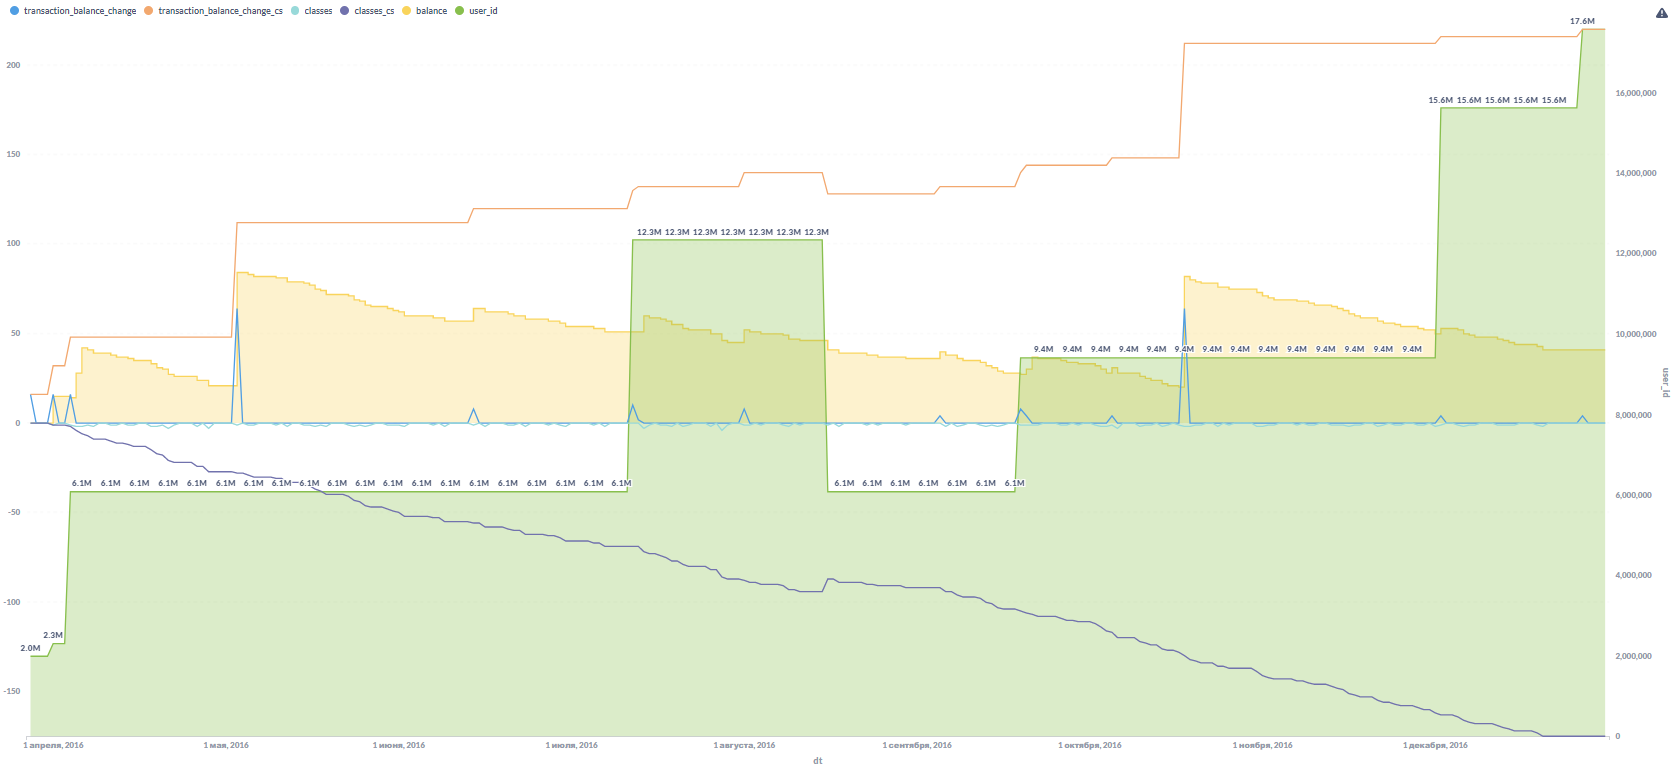 transaction_balance_change transaction_balance_change_cs classes classes_cs balance user_id
17.6M
200
16,000,000
15.6M 15.6M 15.6M 15.6M 15.6M
150
14,000,000
12.3M 12.3M 12.3M 12.3M 12.3M 12.3M 12.3M
100
12,000,000
50
10,000,000
9.4M 9.4M 9.4M 9.4M 9.4M 9.4M 9.4M 9.4M 9.4M 9.4M 9.4M 9.4M 9.4M 9.4M
user_id
0
8,000,000
6.1M 6.1M 6.1M 6.1M 6.1M 6.1M 6.1M 6.1M 6.1M 6.1M 6.1M 6.1M 6.1M 6.1M 6.1M 6.1M 6.1M 6.1M 6.1M 6.1M 6.1M 6.1M 6.1M 6.1M 6.1M 6.1M 6.1M
6,000,000
-50
4,000,000
-100
2.3M
2.0M
2,000,000
-150
0
1 апреля, 2016 1 мая, 2016 1 июня, 2016 1 июля, 2016 1 августа, 2016 1 сентября, 2016 1 октября, 2016 1 ноября, 2016 1 декабря, 2016
dt